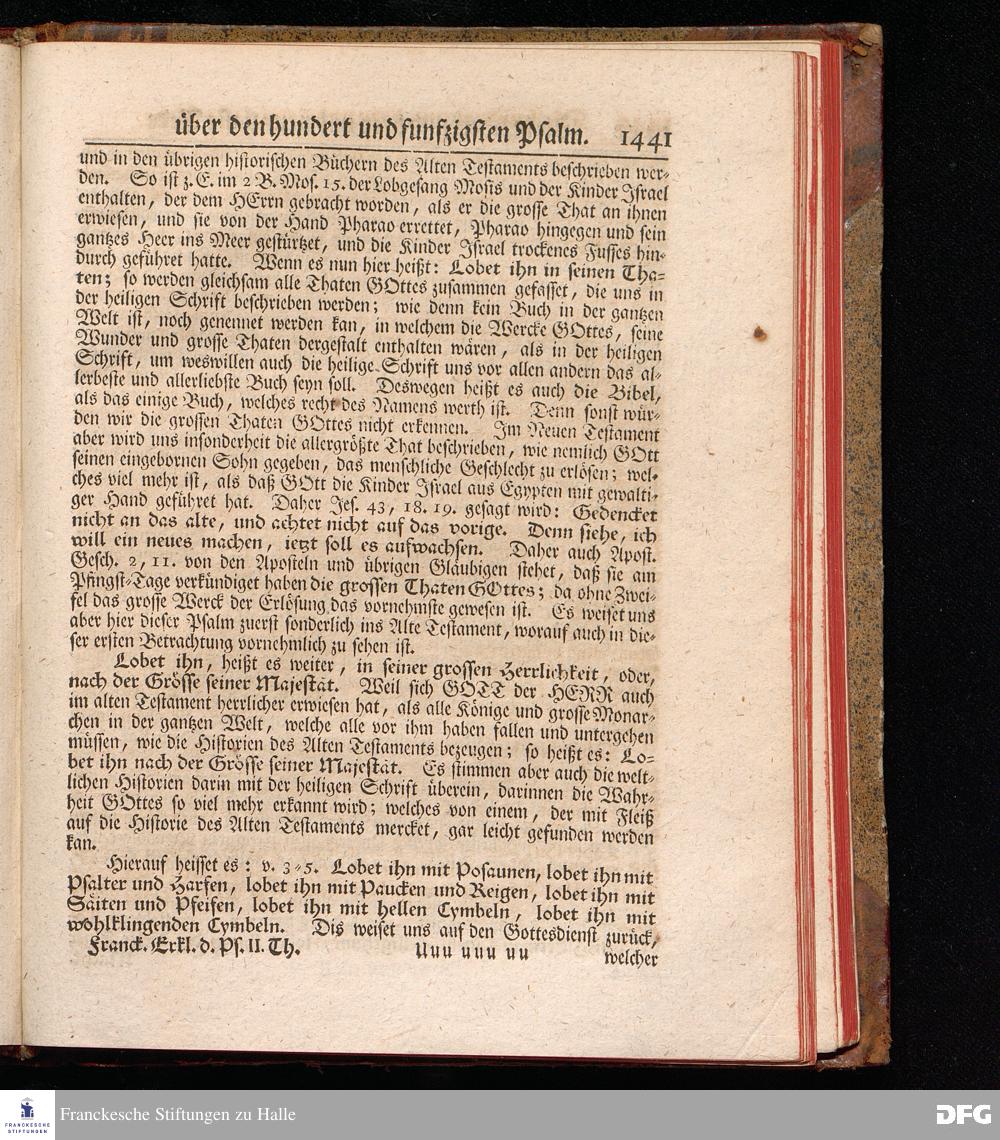 über den hundert und funfzigsten Psalm. 1441
und in den übrigen historischen Büchern des Alten Testaments beschrieben wer-
den. So ist z. E. im 2 B. Mos. 15. der Lobgesang Mosis und der Kinder Israel
enthalten, der dem HErrn gebracht worden, als er die grosse That an ihnen
erwiesen, und sie von der Hand Pharao errettet, Pharao hingegen und sein
gantzes Heer ins Meer gestürtzet, und die Kinder Israel trockenes Fusses hin-
durch geführet hatte. Wenn es nun hier heißt: Lobet ihn in seinen Tha-
ten; so werden gleichsam alle Thaten GOttes zusammen gefasset, die uns in
der heiligen Schrift beschrieben werden; wie denn kein Buch in der gantzen
Welt ist, noch genennet werden kan, in welchem die Wercke GOttes, seine
Wunder und grosse Thaten dergestalt enthalten wären, als in der heiligen
Schrift, um weswillen auch die heilige Schrift uns vor allen andern das al-
lerbeste und allerliebste Buch seyn soll. Deswegen heißt es auch die Bibel,
als das einige Buch, welches recht des Namens werth ist. Denn sonst wür-
den wir die grossen Thaten GOttes nicht erkennen. Im Neuen Testament
aber wird uns insonderheit die allergrößte That beschrieben, wie nemlich GOtt
seinen eingebornen Sohn gegeben, das menschliche Geschlecht zu erlösen; wel-
ches viel mehr ist, als daß GOtt die Kinder Israel aus Egypten mit gewalti-
ger Hand geführet hat. Daher Jes. 43, 18. 19. gesagt wird: Gedencket
nicht an das alte, und achtet nicht auf das vorige. Denn siehe, ich
will ein neues machen, ietzt soll es aufwachsen. Daher auch Apost.
Gesch. 2, 11. von den Aposteln und übrigen Gläubigen stehet, daß sie am
Pfingst-Tage verkündiget haben die grossen Thaten GOttes; da ohne Zwei-
fel das grosse Werck der Erlösung das vornehmste gewesen ist. Es weiset uns
aber hier dieser Psalm zuerst sonderlich ins Alte Testament, worauf auch in die-
ser ersten Betrachtung vornehmlich zu sehen ist.
Lobet ihn, heißt es weiter, in seiner grossen Herrlichkeit, oder,
nach der Grösse seiner Majestät. Weil sich GOTT der HERR auch
im alten Testament herrlicher erwiesen hat, als alle Könige und grosse Monar-
chen in der gantzen Welt, welche alle vor ihm haben fallen und untergehen
müssen, wie die Historien des Alten Testaments bezeugen; so heißt es: Lo-
bet ihn nach der Grösse seiner Majestät. Es stimmen aber auch die welt-
lichen Historien darin mit der heiligen Schrift überein, darinnen die Wahr-
heit GOttes so viel mehr erkannt wird; welches von einem, der mit Fleiß
auf die Historie des Alten Testaments mercket, gar leicht gefunden werden
kan.
Hierauf heisset es: v. 3-5. Lobet ihn mit Posaunen, lobet ihn mit
Psalter und Harfen, lobet ihn mit Paucken und Reigen, lobet ihn mit
Säiten und Pfeifen, lobet ihn mit hellen Cymbeln, lobet ihn mit
wohlklingenden Cymbeln. Dis weiset uns auf den Gottesdienst zurück,
Franck. Erkl. d. Ps. II. Th. Uuu uuu uu welcher
Franckesche Stiftungen zu Halle
FRANCKESCHE
STIFTUNGEN
DFG